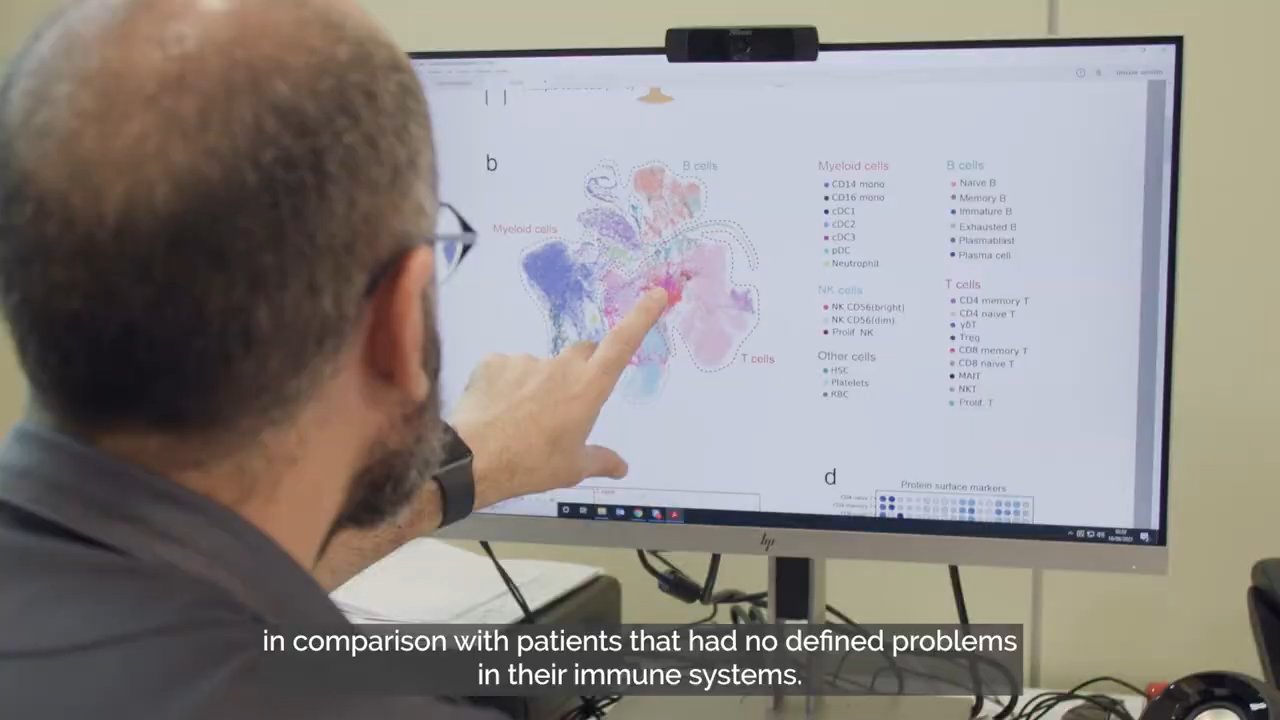 b
B cells
Myeloid cells
T cells
Myeloid cells
CD14 mono
CD16 mono
cDC1
cDC2
cDC3
pDC
Neutrophil
NK cells
NK CD56(bright)
NK CD56(dim)
Prolif. NK
Other cells
HSC
Platelets
RBC
B cells
Naive B
Memory B
Immature B
Exhausted B
Plasmablast
Plasma cell
T cells
CD4 memory T
CD4 naive T
γδT
Treg
CD8 memory T
CD8 naive T
MAIT
NKT
Prolif. T
d
Protein surface markers
hp
in comparison with patients that had no defined problems
in their immune systems.